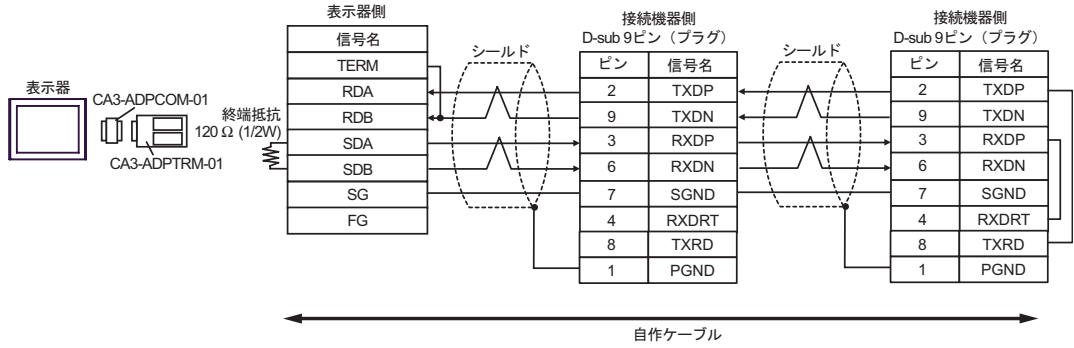 表示器
CA3-ADPCOM-01
CA3-ADPTRM-01
終端抵抗
120 Ω (1/2W)
表示器側
信号名
TERM
RDA
RDB
SDA
SDB
SG
FG
シールド
接続機器側
D-sub 9ピン（プラグ）
ピン 信号名
2 TXDP
9 TXDN
3 RXDP
6 RXDN
7 SGND
4 RXDRT
8 TXRD
1 PGND
シールド
接続機器側
D-sub 9ピン（プラグ）
ピン 信号名
2 TXDP
9 TXDN
3 RXDP
6 RXDN
7 SGND
4 RXDRT
8 TXRD
1 PGND
自作ケーブル